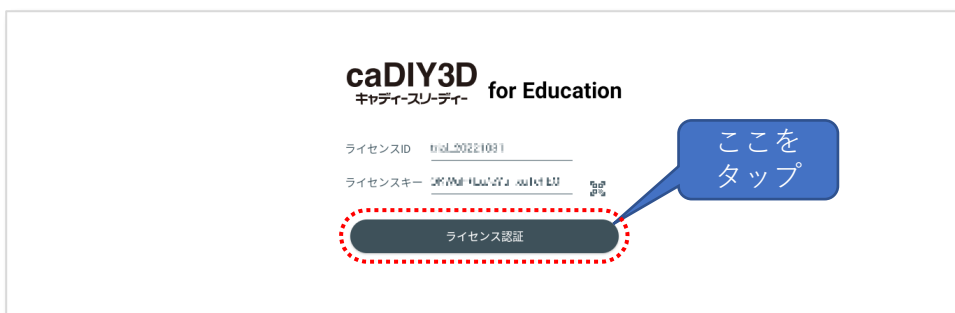 caDIY3D
キャディースリーディー
for Education
ここを
タップ
ライセンスID
ライセンスキー
ライセンス認証